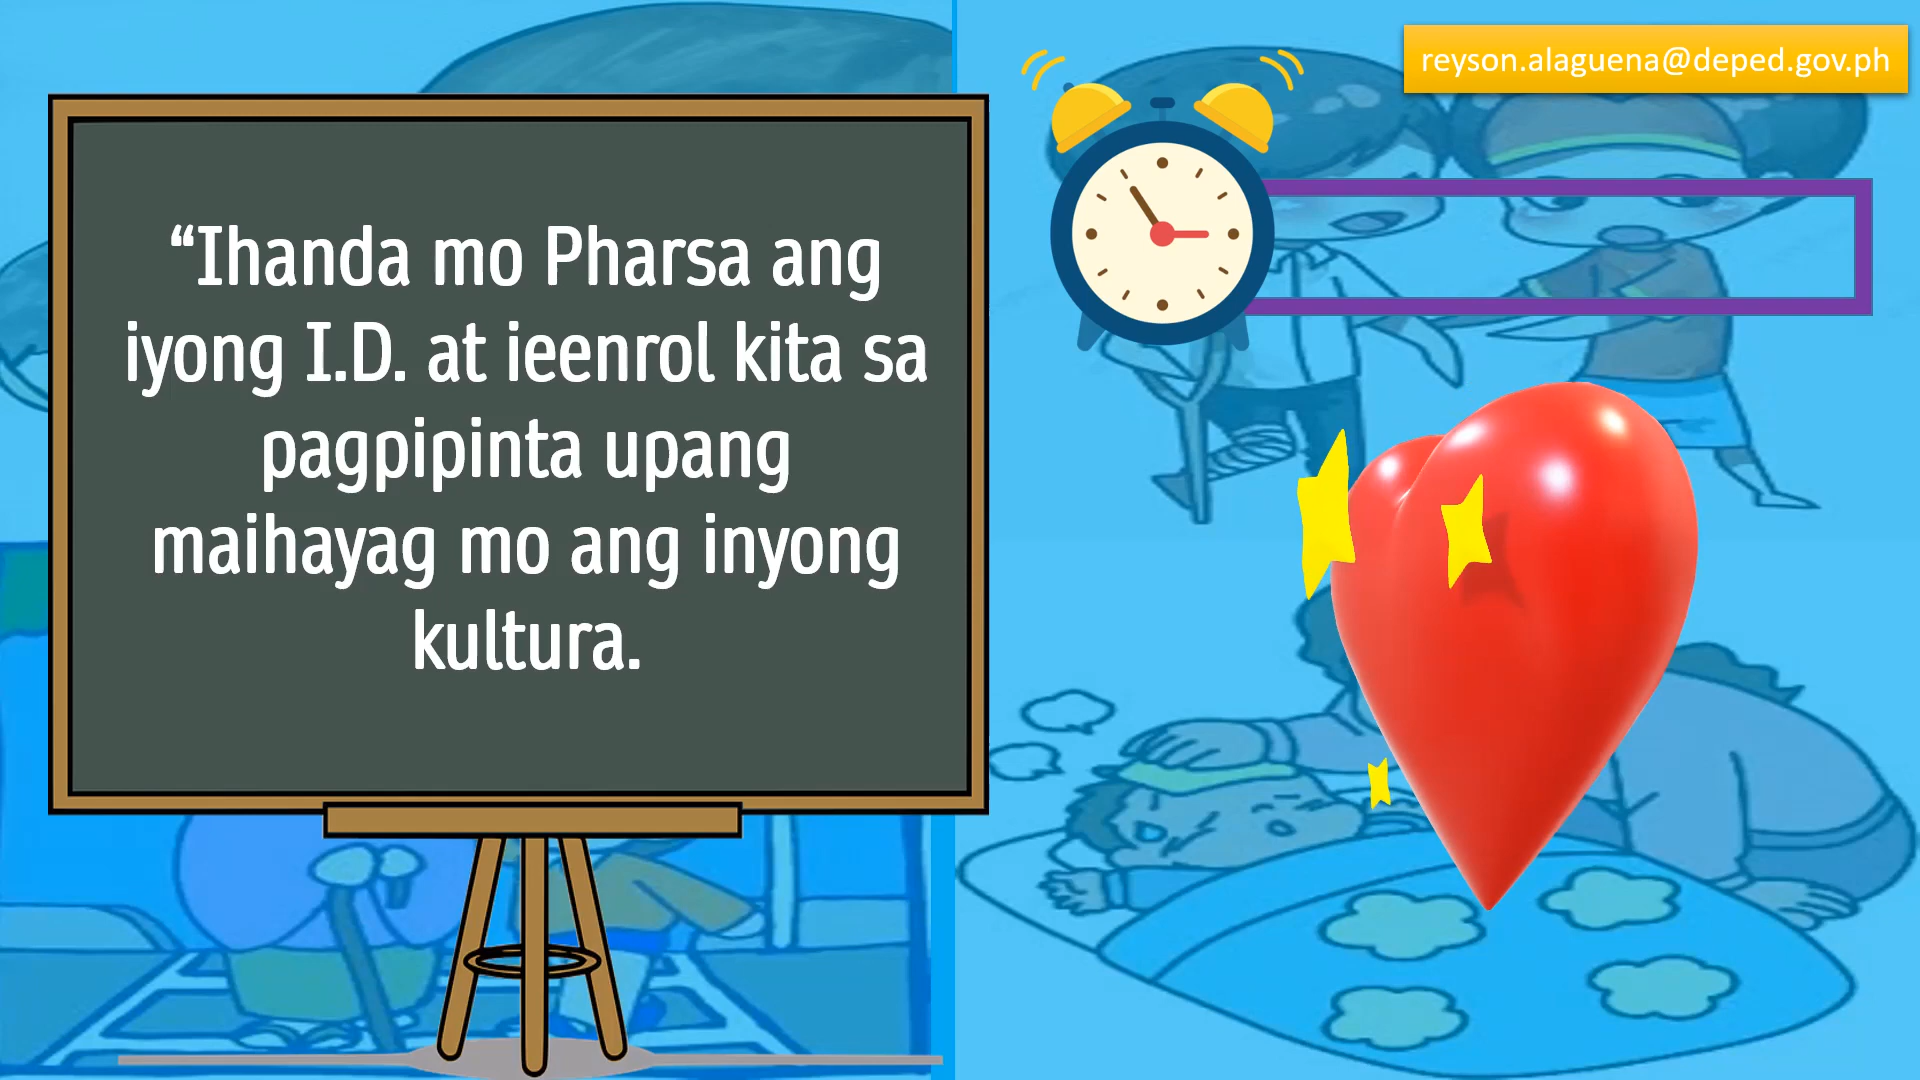 “Ihanda mo Pharsa ang
iyong I.D. at ieenrol kita sa
pagpipinta upang
maihayag mo ang inyong
kultura.
reyson.alaguena@deped.gov.ph